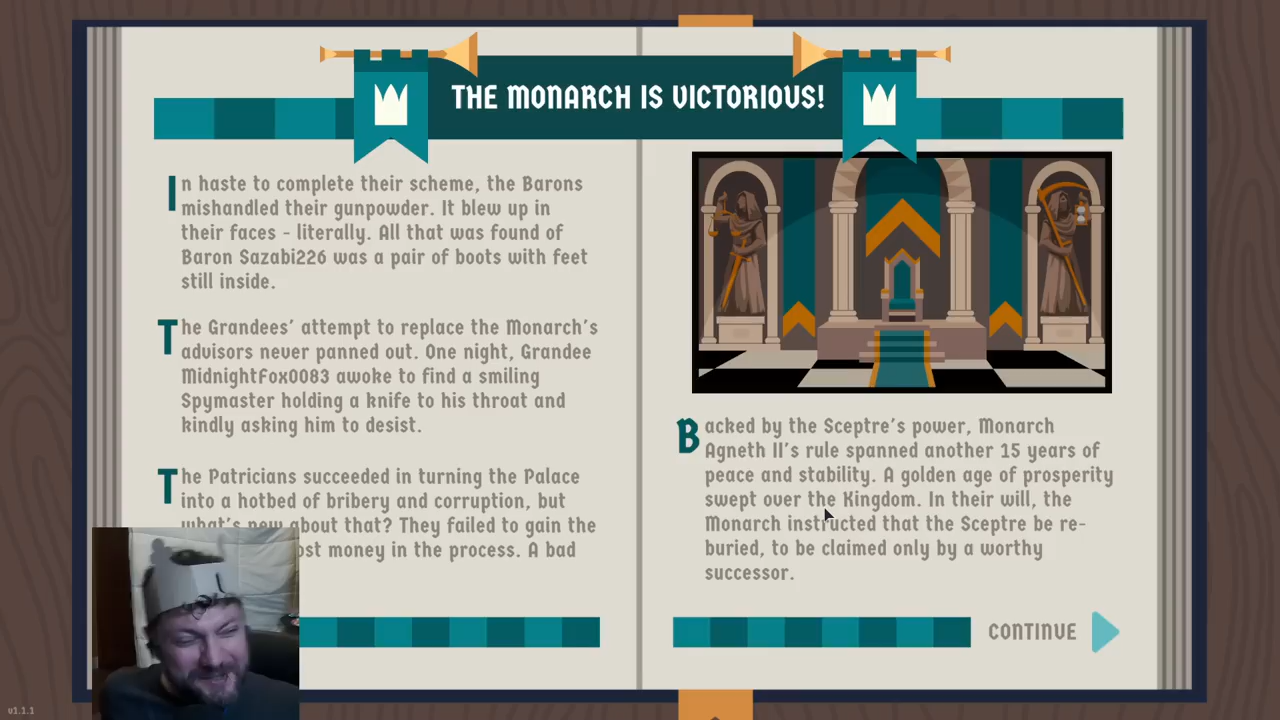 THE MONARCH IS VICTORIOUS!
In haste to complete their scheme, the Barons
mishandled their gunpowder. It blew up in
their faces - literally. All that was found of
Baron Sazabi226 was a pair of boots with feet
still inside.
The Grandees' attempt to replace the Monarch's
advisors never panned out. One night, Grandee
MidnightFox0083 awoke to find a smiling
Spymaster holding a knife to his throat and
kindly asking him to desist.
The Patricians succeeded in turning the Palace
into a hotbed of bribery and corruption, but
what's new about that? They failed to gain the
ost money in the process. A bad
Backed by the Sceptre's power, Monarch
Agneth II's rule spanned another 15 years of
peace and stability. A golden age of prosperity
swept over the Kingdom. In their will, the
Monarch instructed that the Sceptre be re-
buried, to be claimed only by a worthy
successor.
CONTINUE
v1.1.1